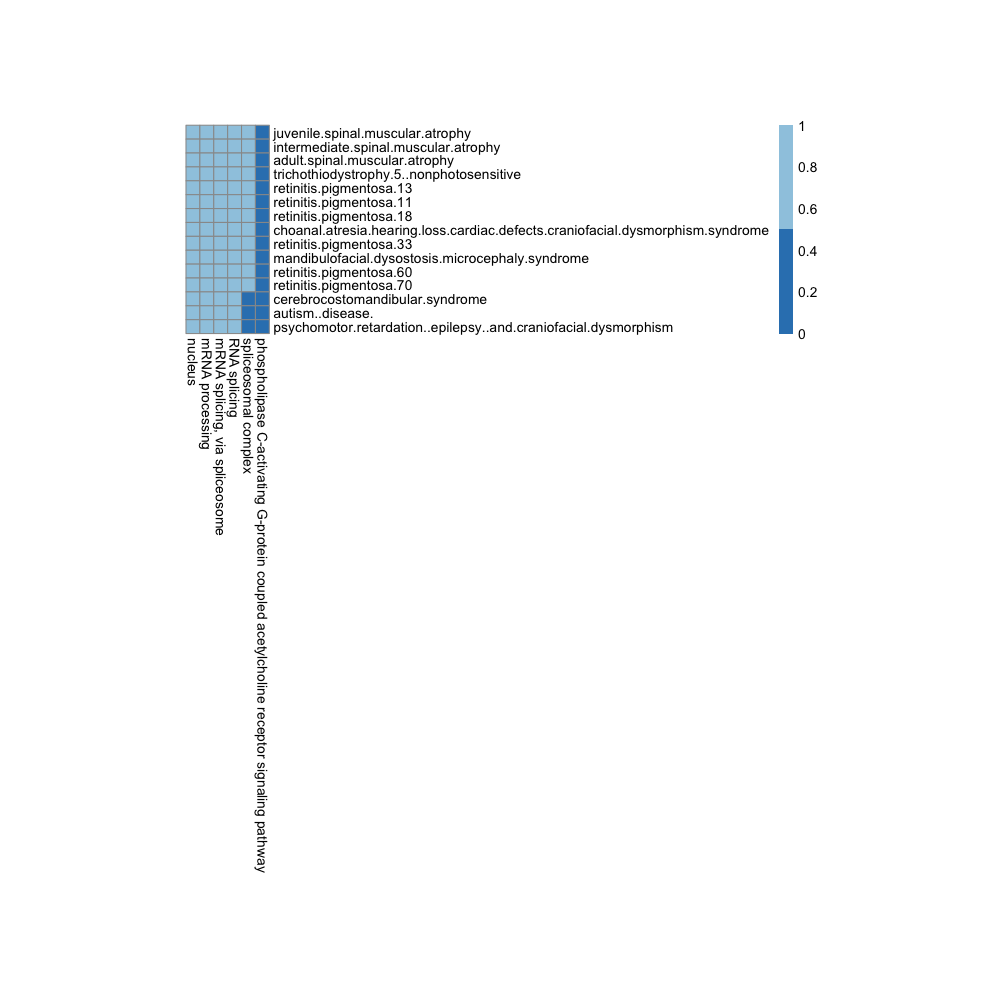 juvenile.spinal.muscular.atrophy
intermediate.spinal.muscular.atrophy
adult.spinal.muscular.atrophy
trichothiodystrophy.5..nonphotosensitive
retinitis.pigmentosa.13
retinitis.pigmentosa.11
retinitis.pigmentosa.18
choanal.atresia.hearing.loss.cardiac.defects.craniofacial.dysmorphism.syndrome
retinitis.pigmentosa.33
mandibulofacial.dysostosis.microcephaly.syndrome
retinitis.pigmentosa.60
retinitis.pigmentosa.70
cerebrocostomandibular.syndrome
autism..disease.
psychomotor.retardation..epilepsy..and.craniofacial.dysmorphism
1
0.8
0.6
0.4
0.2
0
nucleus
mRNA processing
mRNA splicing, via spliceosome
RNA splicing
spliceosomal complex
phospholipase C-activating G-protein coupled acetylcholine receptor signaling pathway